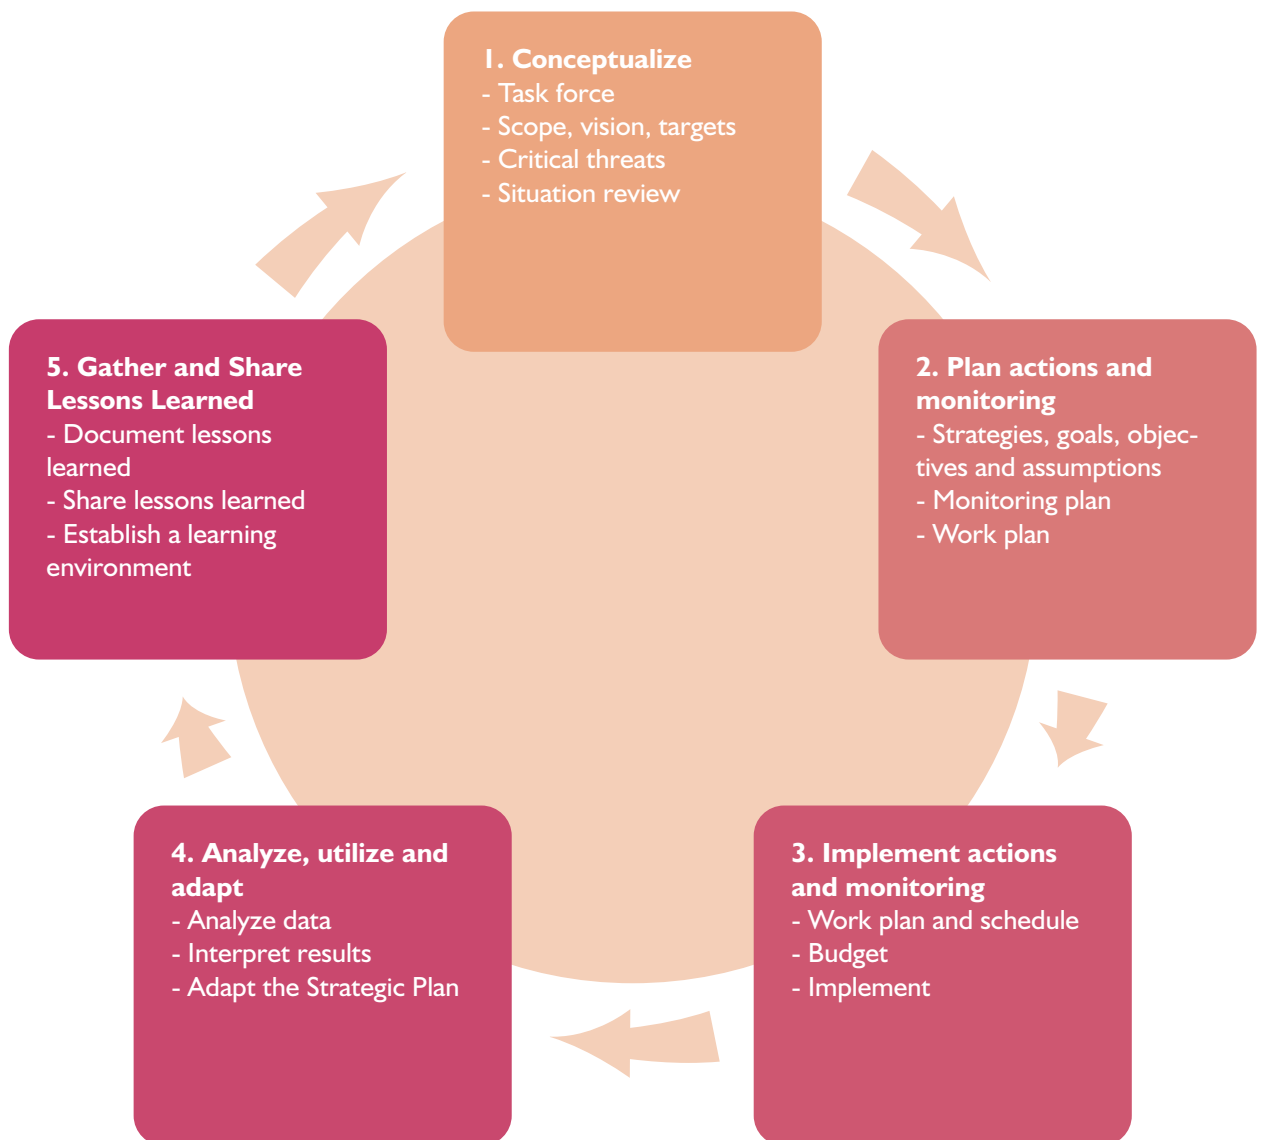 1. Conceptualize
- Task force
- Scope, vision, targets
- Critical threats
- Situation review
2. Plan actions and
monitoring
- Strategies, goals, objec-
tives and assumptions
- Monitoring plan
- Work plan
3. Implement actions
and monitoring
- Work plan and schedule
- Budget
- Implement
4. Analyze, utilize and
adapt
- Analyze data
- Interpret results
- Adapt the Strategic Plan
5. Gather and Share
Lessons Learned
- Document lessons
learned
- Share lessons learned
- Establish a learning
environment